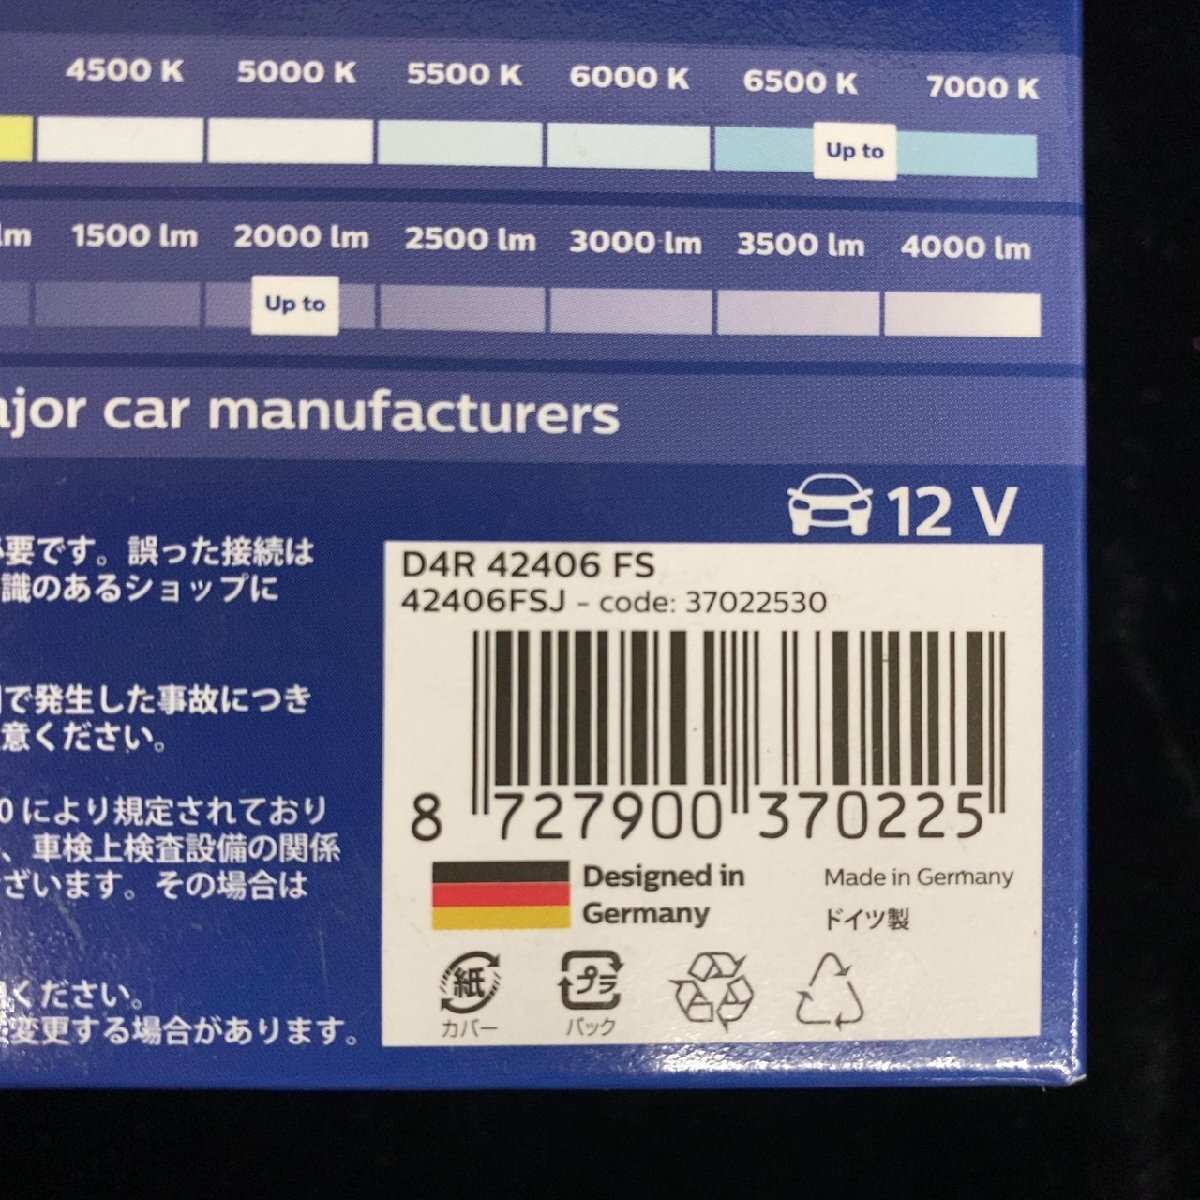 4500 K 5000 K 5500 K 6000 K 6500 K 7000 K
Up to
lm 1500 lm 2000 lm 2500 lm 3000 lm 3500 lm 4000 lm
Up to
ajor car manufacturers
12 V
要です。誤った接続は
識のあるショップに
で発生した事故につき
意ください。
0 により規定されており
、車検上検査設備の関係
ざいます。その場合は
ください。
変更する場合があります。
D4R 42406 FS
42406FSJ – code: 37022530
8 727900 370225
Designed in
Germany
Made in Germany
ドイツ製
紙
カバー
プラ
パック